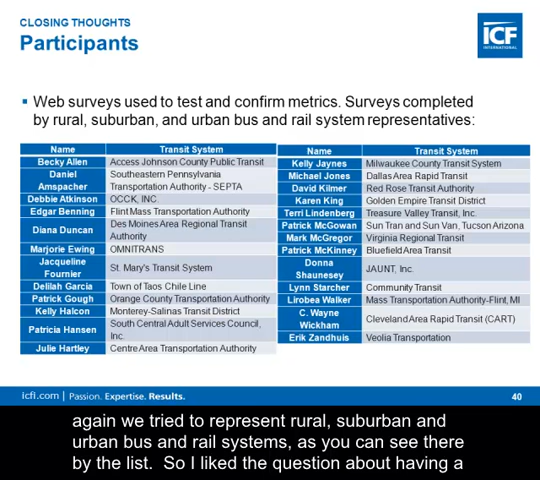 CLOSING THOUGHTS
Participants
ICF
INTERNATIONAL
▪ Web surveys used to test and confirm metrics. Surveys completed
by rural, suburban, and urban bus and rail system representatives:
Name Transit System
Becky Allen Access Johnson County Public Transit
Daniel Amspacher Southeastern Pennsylvania Transportation Authority - SEPTA
Debbie Atkinson OCCK, INC
Edgar Benning Flint Mass Transportation Authority
Diana Duncan Des Moines Area Regional Transit Authority
Marjorie Ewing OMNITRANS
Jacqueline Fournier St. Mary's Transit System
Delilah Garcia Town of Taos Chile Line
Patrick Gough Orange County Transportation Authority
Kelly Halcon Monterey-Salinas Transit District
Patricia Hansen South Central Adult Services Council, Inc.
Julie Hartley Centre Area Transportation Authority
Name Transit System
Kelly Jaynes Milwaukee County Transit System
Michael Jones Dallas Area Rapid Transit
David Kilmer Red Rose Transit Authority
Karen King Golden Empire Transit District
Terri Lindenberg Treasure Valley Transit, Inc.
Patrick McGowan Sun Tran and Sun Van, Tucson Arizona
Mark McGregor Virginia Regional Transit
Patrick McKinney Bluefield Area Transit
Donna Shaunesey JAUNT, Inc.
Lynn Starcher Community Transit
Lirobea Walker Mass Transportation Authority-Flint, MI
C. Wayne Wickham Cleveland Area Rapid Transit (CART)
Erik Zandhuis Veolia Transportation
icfi.com | Passion. Expertise. Results. 40
again we tried to represent rural, suburban and
urban bus and rail systems, as you can see there
by the list. So I liked the question about having a